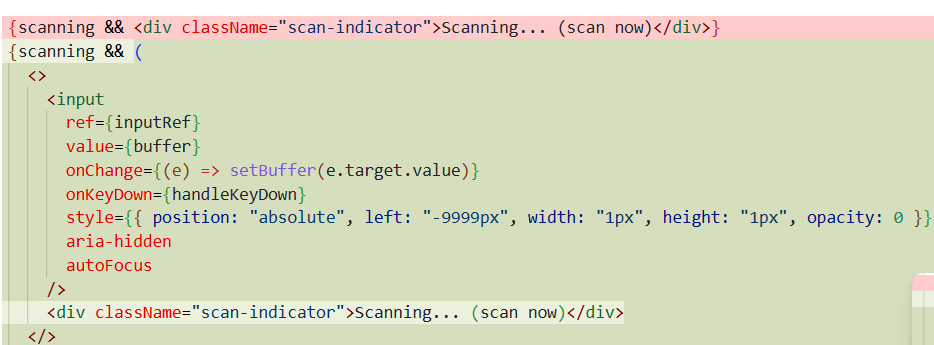 {scanning && <div className="scan-indicator">Scanning... (scan now)</div>}
{scanning && (
<>
<input
ref={inputRef}
value={buffer}
onChange={(e) => setBuffer(e.target.value)}
onKeyDown={handleKeyDown}
style={{ position: "absolute", left: "-9999px", width: "1px", height: "1px", opacity: 0 }}
aria-hidden
autoFocus
/>
<div className="scan-indicator">Scanning... (scan now)</div>
</>